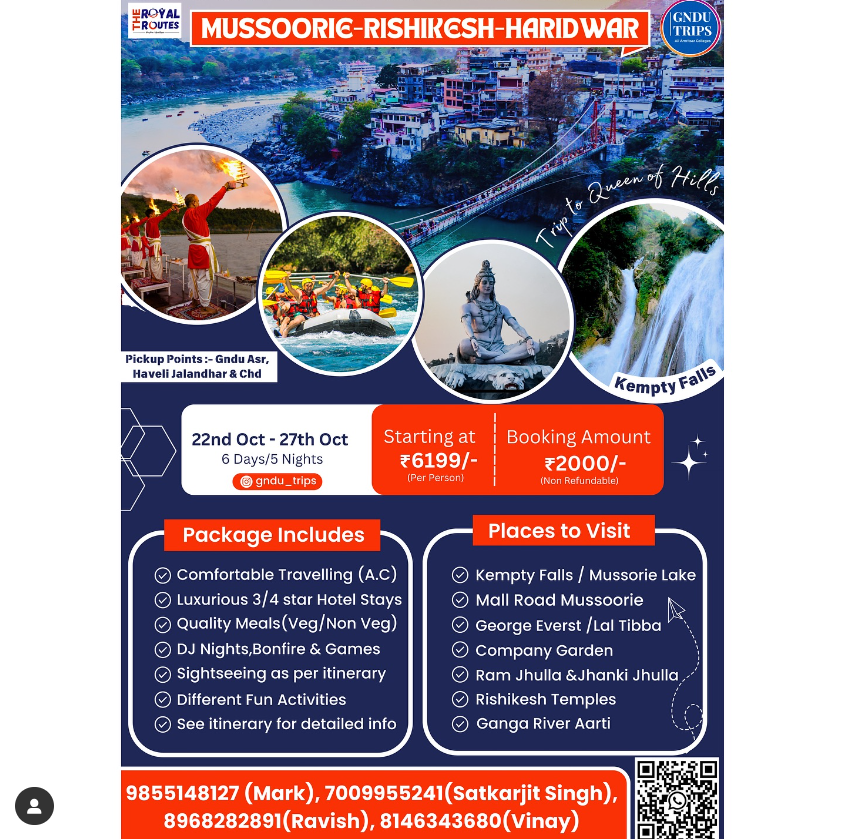 THE ROYAL ROUTES
MUSSOORIE-RISHIKESH-HARIDWAR
GNDU
TRIPS
Trip to Queen of Hills
Pickup Points :- Gndu Asr,
Haveli Jalandhar & Chd
Kempty Falls
22nd Oct - 27th Oct
6 Days/5 Nights
gndu_trips
Starting at
₹6199/-
(Per Person)
Booking Amount
₹2000/-
(Non Refundable)
Package Includes
Comfortable Travelling (A.C)
Luxurious 3/4 star Hotel Stays
Quality Meals(Veg/Non Veg)
DJ Nights,Bonfire & Games
Sightseeing as per itinerary
Different Fun Activities
See itinerary for detailed info
Places to Visit
Kempty Falls / Mussorie Lake
Mall Road Mussoorie
George Everst /Lal Tibba
Company Garden
Ram Jhulla &Jhanki Jhulla
Rishikesh Temples
Ganga River Aarti
9855148127 (Mark), 7009955241(Satkarjit Singh),
8968282891(Ravish), 8146343680(Vinay)